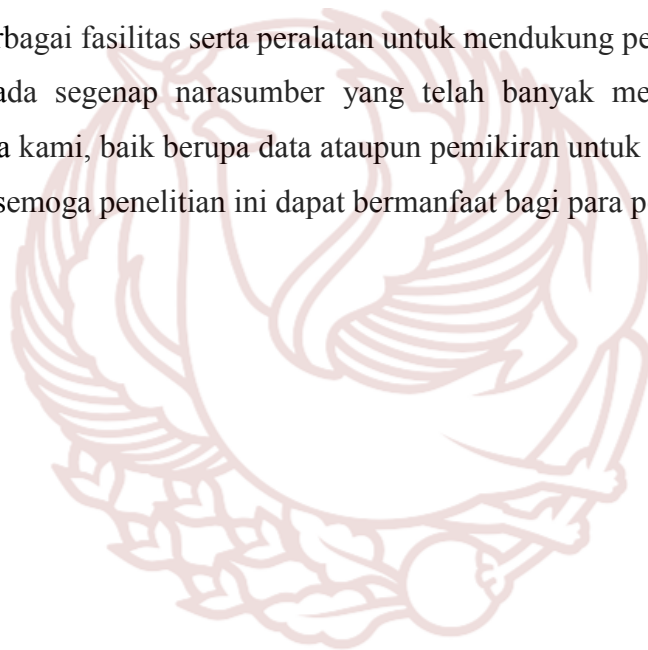 rbagai fasilitas serta peralatan untuk mendukung pe
ada segenap narasumber yang telah banyak me
a kami, baik berupa data ataupun pemikiran untuk
semoga penelitian ini dapat bermanfaat bagi para p